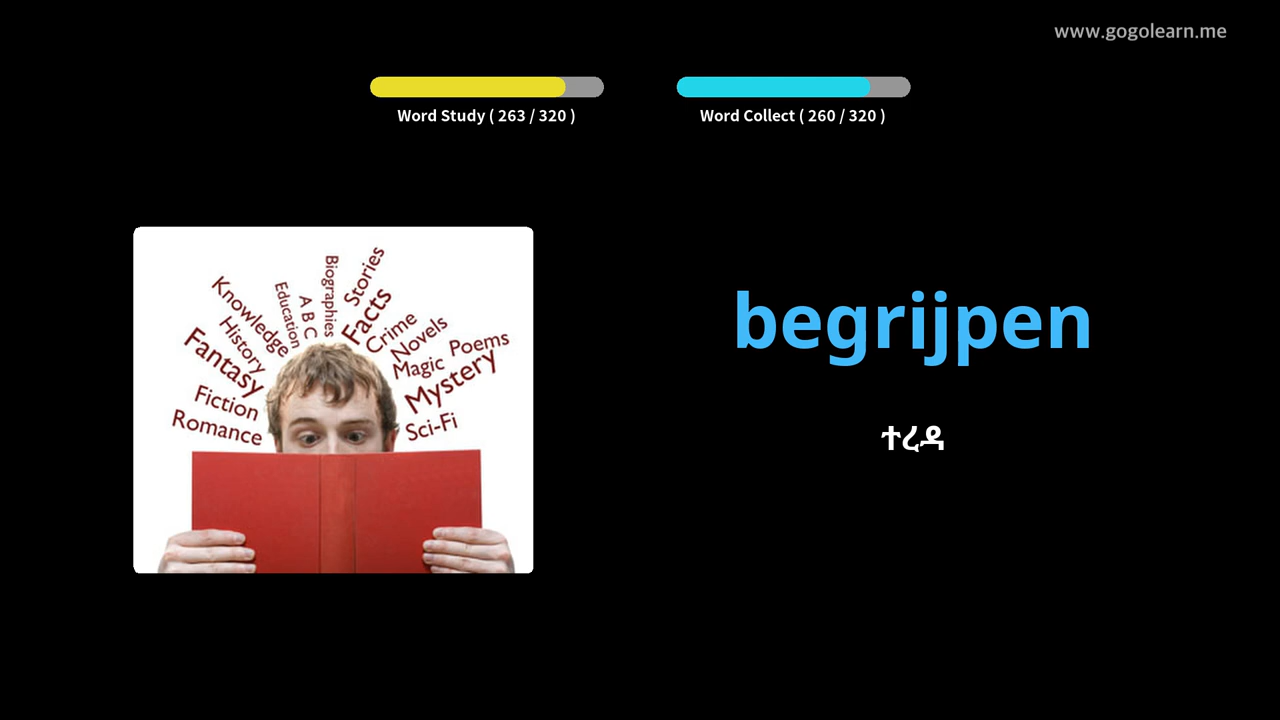 www.gogolearn.me
Word Study ( 263 / 320 )
Word Collect ( 260 / 320 )
Romance
Fiction
Fantasy
History
Knowledge
Education
A B C
Biographies
Stories
Facts
Crime
Novels
Magic
Poems
Mystery
Sci-Fi
begrijpen
ተረዳ